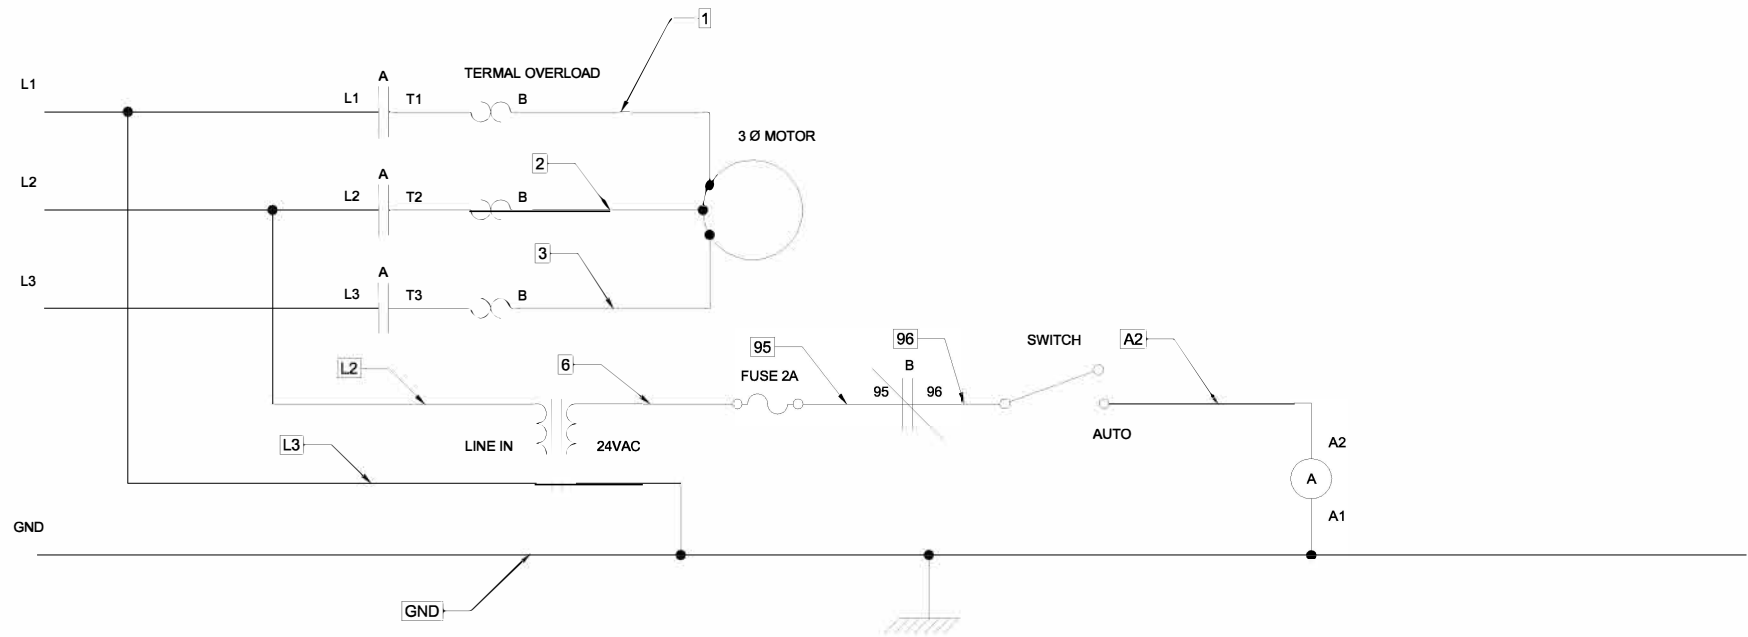 1
L1
A
TERMAL OVERLOAD
L1
T1
B
3 Ø MOTOR
L2
A
2
L2
T2
B
L3
A
3
L3
T3
B
L2
6
95
96
SWITCH
A2
FUSE 2A
B
95
96
L3
LINE IN
24VAC
AUTO
A2
A
A1
GND
GND